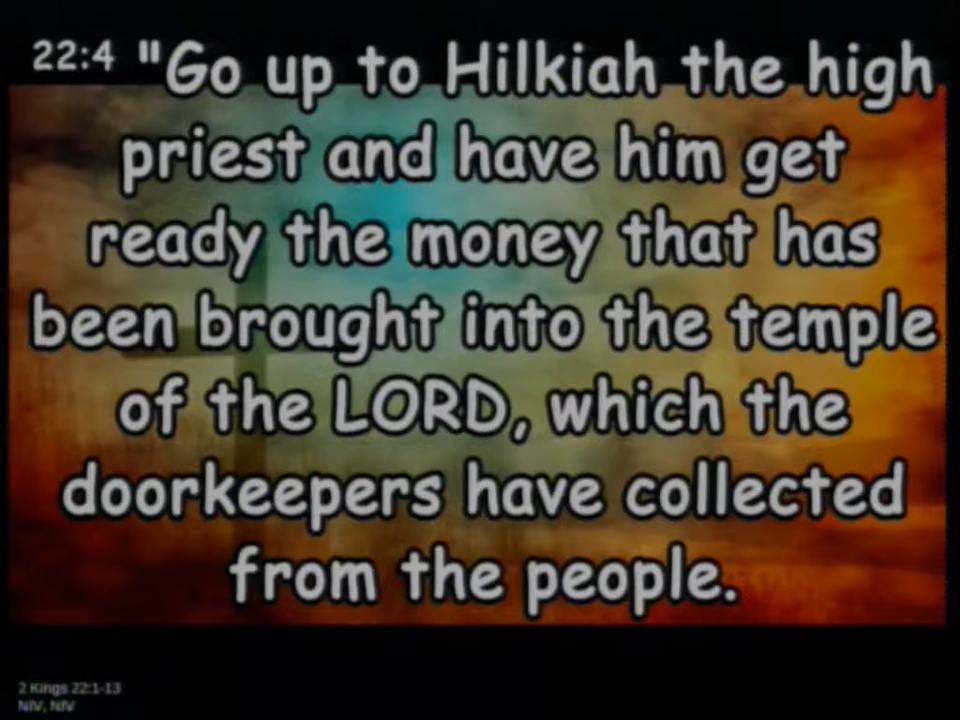 22:4 "Go up to Hilkiah the high
priest and have him get
ready the money that has
been brought into the temple
of the LORD, which the
doorkeepers have collected
from the people.
2 Kings 22:1-13
NIV, NIV